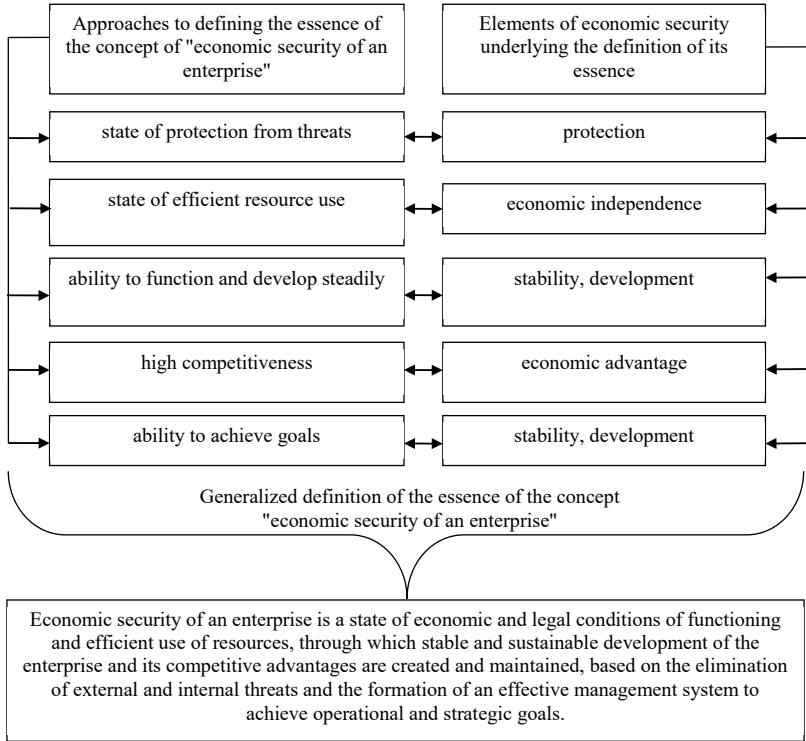 Approaches to defining the essence of
the concept of "economic security of an
enterprise"
Elements of economic security
underlying the definition of its
essence
state of protection from threats
protection
state of efficient resource use
economic independence
ability to function and develop steadily
stability, development
high competitiveness
economic advantage
ability to achieve goals
stability, development
Generalized definition of the essence of the concept
"economic security of an enterprise"
Economic security of an enterprise is a state of economic and legal conditions of functioning
and efficient use of resources, through which stable and sustainable development of the
enterprise and its competitive advantages are created and maintained, based on the elimination
of external and internal threats and the formation of an effective management system to
achieve operational and strategic goals.